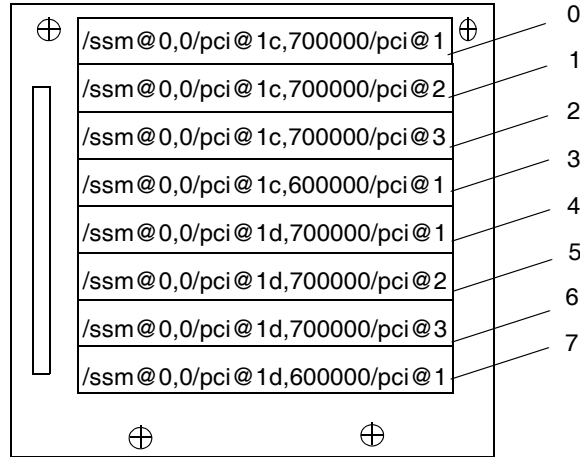 /ssm@0,0/pci@1c,700000/pci@1 0
/ssm@0,0/pci@1c,700000/pci@2 1
/ssm@0,0/pci@1c,700000/pci@3 2
/ssm@0,0/pci@1c,600000/pci@1 3
/ssm@0,0/pci@1d,700000/pci@1 4
/ssm@0,0/pci@1d,700000/pci@2 5
/ssm@0,0/pci@1d,700000/pci@3 6
/ssm@0,0/pci@1d,600000/pci@1 7